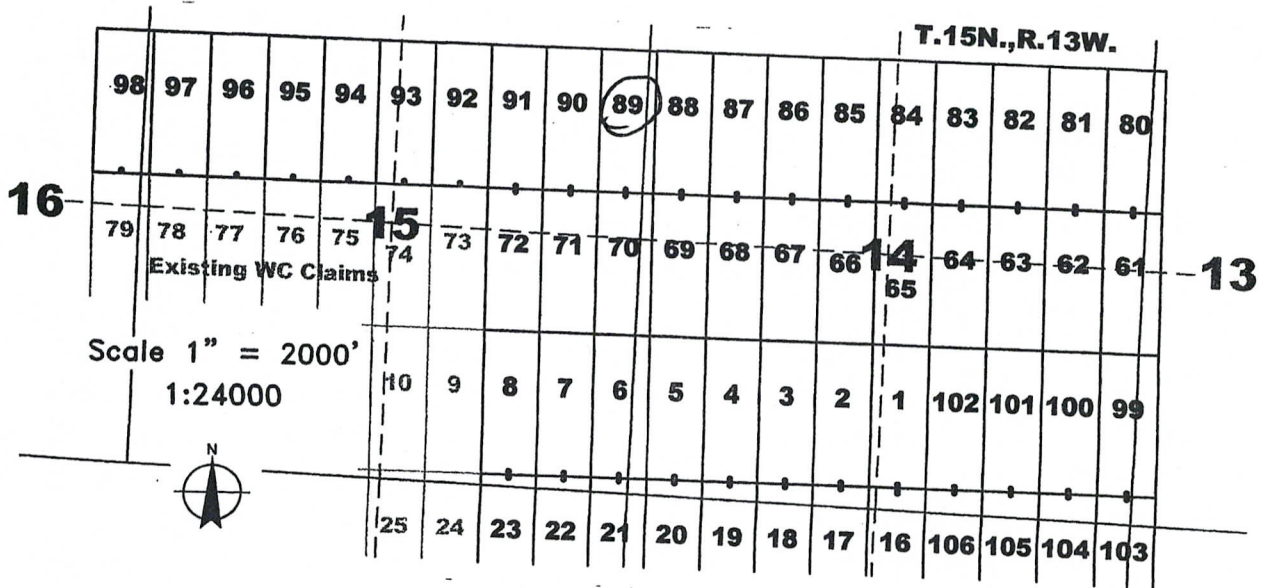 T.15N.,R.13W.
98 97 96 95 94 93 92 91 90 89 88 87 86 85 84 83 82 81 80
16 15 14 13
79 78 77 76 75 74 73 72 71 70 69 68 67 66 65 64 63 62 61
Existing WC Claims
Scale 1" = 2000'
1:24000
10 9 8 7 6 5 4 3 2 1 102 101 100 99
N
25 24 23 22 21 20 19 18 17 16 106 105 104 103